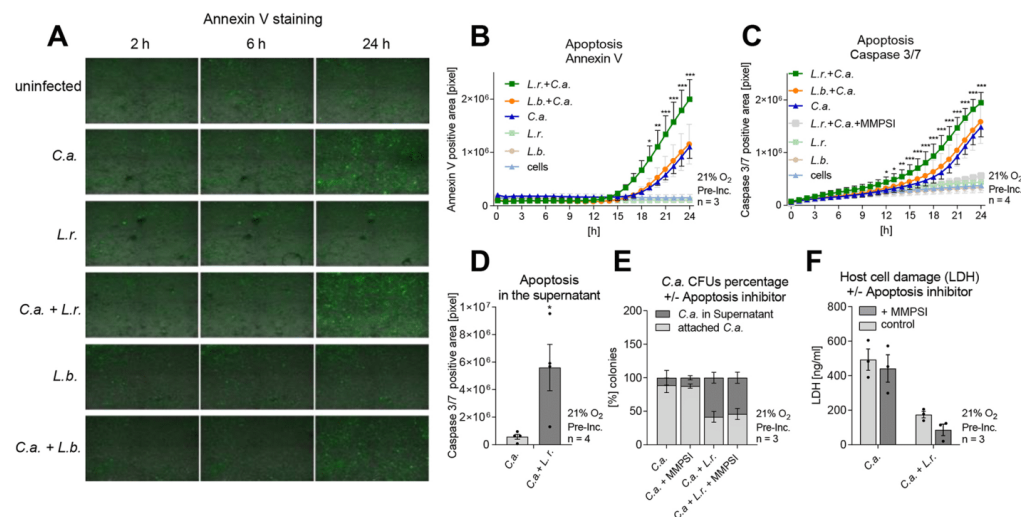 A
Annexin V staining
2 h
6 h
24 h
uninfected
C.a.
L.r.
C.a. + L.r.
L.b.
C.a. + L.b.
B
Apoptosis
Annexin V
L.r.+C.a.
L.b.+C.a.
C.a.
L.r.
L.b.
cells
Annexin V positive area [pixel]
2×10⁶
1×10⁶
0
* ** *** *** *** *** ***
21% O₂
Pre-Inc.
n = 3
0 3 6 9 12 15 18 21 24
[h]
C
Apoptosis
Caspase 3/7
L.r.+C.a.
L.b.+C.a.
C.a.
L.r.+C.a.+MMPSI
L.r.
L.b.
cells
Caspase 3/7 positive area [pixel]
2×10⁶
1×10⁶
0
* * ** *** *** *** *** *** *** *** *** *** ***
21% O₂
Pre-Inc.
n = 4
0 3 6 9 12 15 18 21 24
[h]
D
Apoptosis
in the supernatant
Caspase 3/7 positive area [pixel]
1×10⁷
8×10⁶
6×10⁶
4×10⁶
2×10⁶
0
*
21% O₂
Pre-Inc.
n = 4
C.a.
C.a.+ L.r.
E
C.a. CFUs percentage
+/- Apoptosis inhibitor
C.a. in Supernatant
attached C.a.
[%] colonies
200
150
100
50
0
21% O₂
Pre-Inc.
n = 3
C.a.
C.a. + MMPSI
C.a. + L.r.
C.a. + L.r. + MMPSI
F
Host cell damage (LDH)
+/- Apoptosis inhibitor
+ MMPSI
control
LDH [ng/ml]
800
600
400
200
0
21% O₂
Pre-Inc.
n = 3
C.a.
C.a. + L.r.